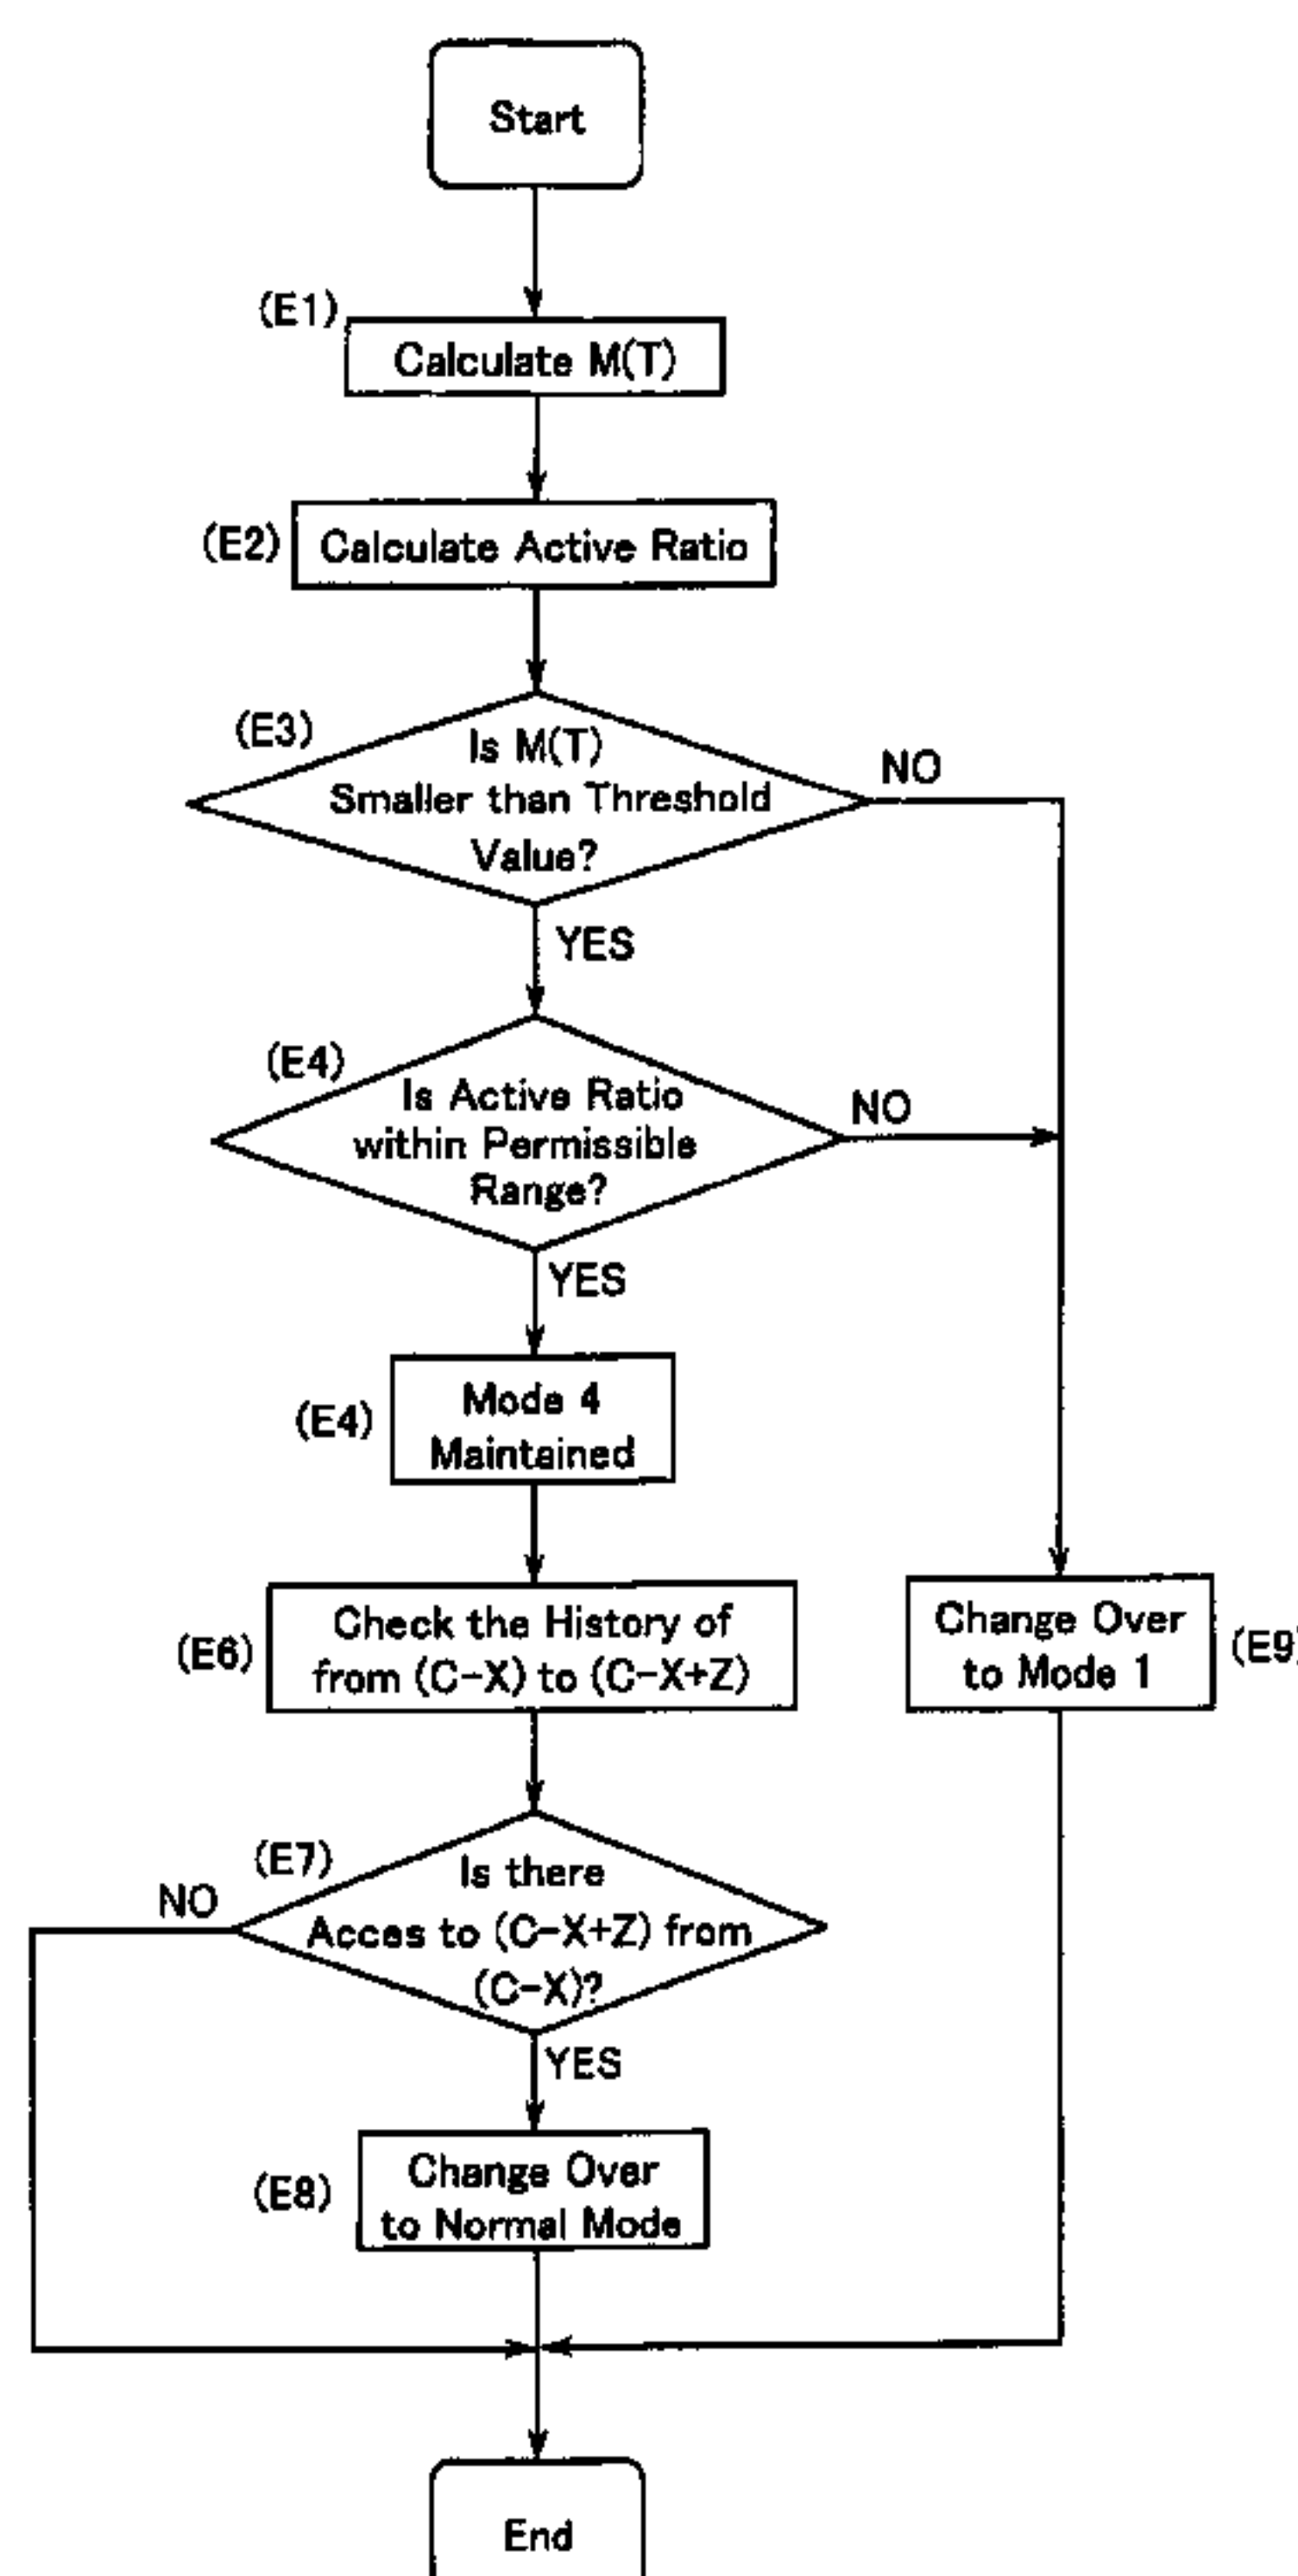 Start
(E1)
Calculate M(T)
(E2)
Calculate Active Ratio
(E3)
Is M(T)
Smaller than Threshold
Value?
NO
YES
(E4)
Is Active Ratio
within Permissible
Range?
NO
YES
(E4)
Mode 4
Maintained
(E6)
Check the History of
from (C-X) to (C-X+Z)
Change Over
to Mode 1
(E9)
(E7)
Is there
Acces to (C-X+Z) from
(C-X)?
NO
YES
(E8)
Change Over
to Normal Mode
End